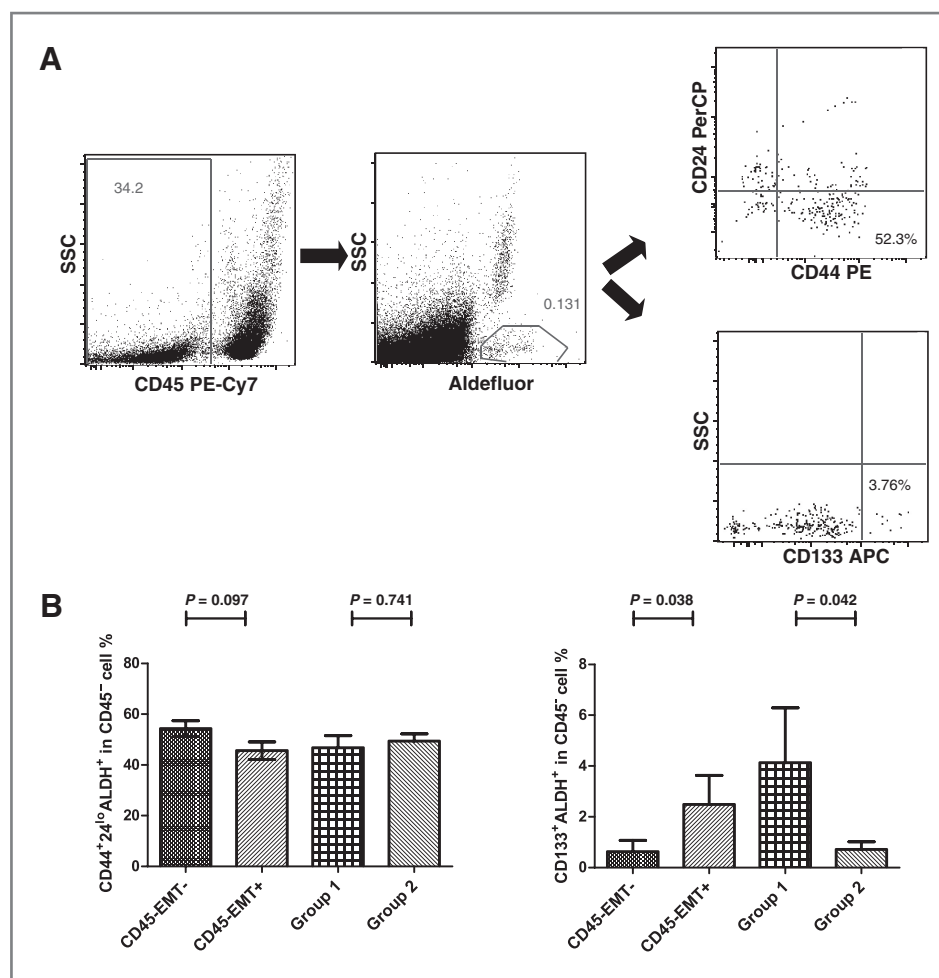 A
34.2
SSC
CD45 PE-Cy7
SSC
0.131
Aldefluor
CD24 PerCP
52.3%
CD44 PE
SSC
3.76%
CD133 APC
B
P = 0.097
P = 0.741
CD44⁺24ˡᵒALDH⁺ in CD45⁻ cell %
80
60
40
20
0
CD45-EMT-
CD45-EMT+
Group 1
Group 2
P = 0.038
P = 0.042
CD133⁺ALDH⁺ in CD45⁻ cell %
8
6
4
2
0
CD45-EMT-
CD45-EMT+
Group 1
Group 2